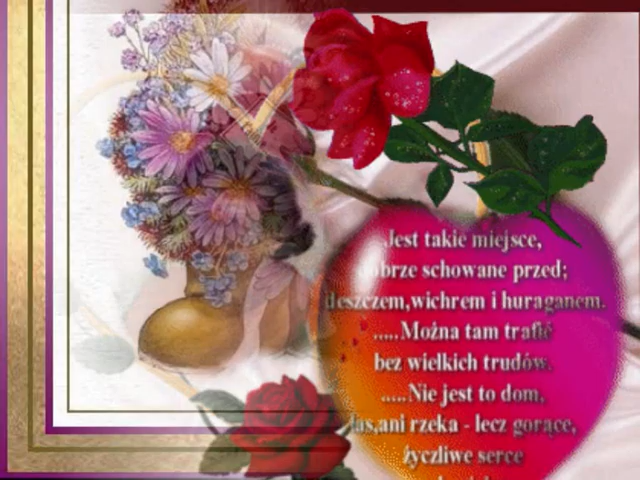 Jest takie miejsce,
dobrze schowane przed;
deszczem,wichrem i huraganem.
.....Można tam trafić
bez wielkich trudów.
.....Nie jest to dom,
las,ani rzeka - lecz gorące,
życzliwe serce